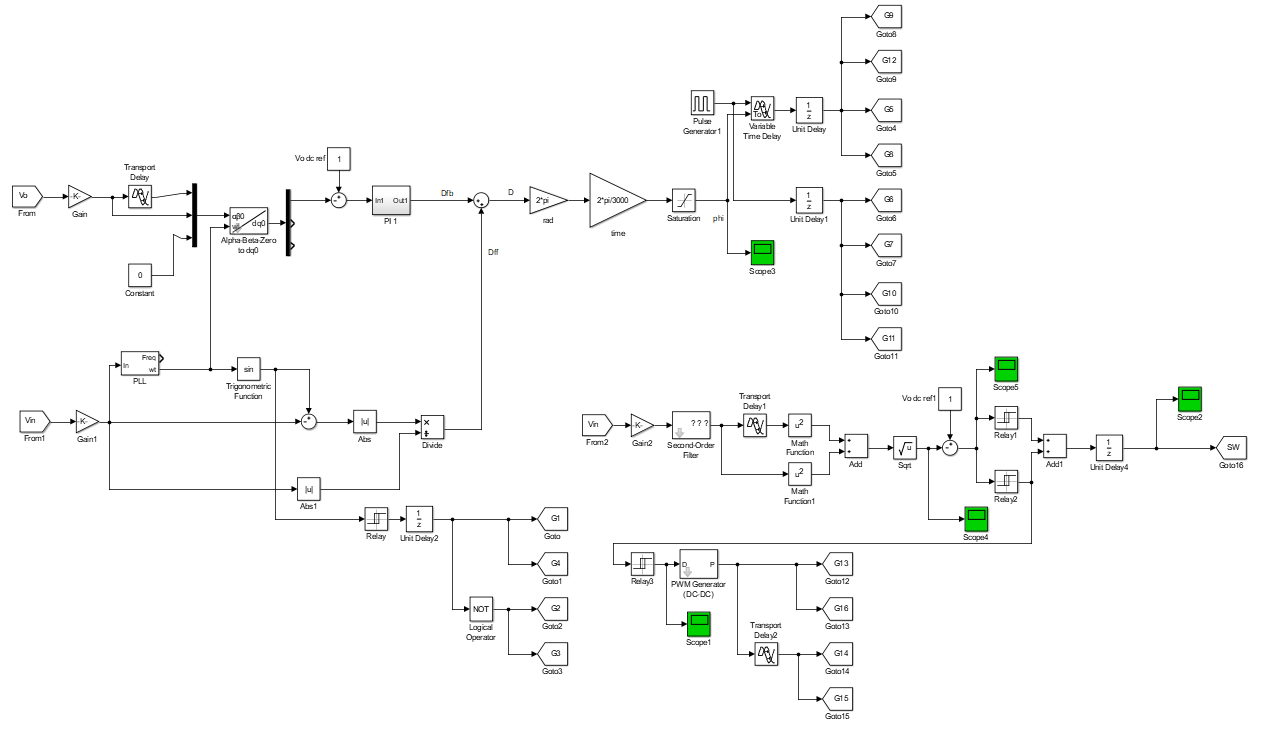 G9
Goto8
G12
Goto9
Pulse
Generator1
To
Variable
Time Delay
1
z
Unit Delay
G5
Goto4
G8
Goto5
Vo dc ref
1
Transport
Delay
Vo
From
-K-
Gain
In1 Out1
PI 1
Dfb
D
2*pi
rad
2*pi/3000
time
Saturation
phi
1
z
Unit Delay1
G6
Goto6
αβ0
wt
dq0
Alpha-Beta-Zero
to dq0
Dff
G7
Goto7
Scope3
0
Constant
G10
Goto10
G11
Goto11
In
Freq
wt
PLL
sin
Trigonometric
Function
Vin
From1
-K-
Gain1
|u|
Abs
×
÷
Divide
|u|
Abs1
Relay
1
z
Unit Delay2
G1
Goto
G4
Goto1
NOT
Logical
Operator
G2
Goto2
G3
Goto3
Vin
From2
-K-
Gain2
? ? ?
Second-Order
Filter
Transport
Delay1
u²
Math
Function
u²
Math
Function1
+
+
Add
√u
Sqrt
Vo dc ref1
1
Scope5
Relay1
Relay2
Scope4
+
+
Add1
1
z
Unit Delay4
Scope2
SW
Goto16
Relay3
D P
PWM Generator
(DC-DC)
Scope1
Transport
Delay2
G13
Goto12
G16
Goto13
G14
Goto14
G15
Goto15